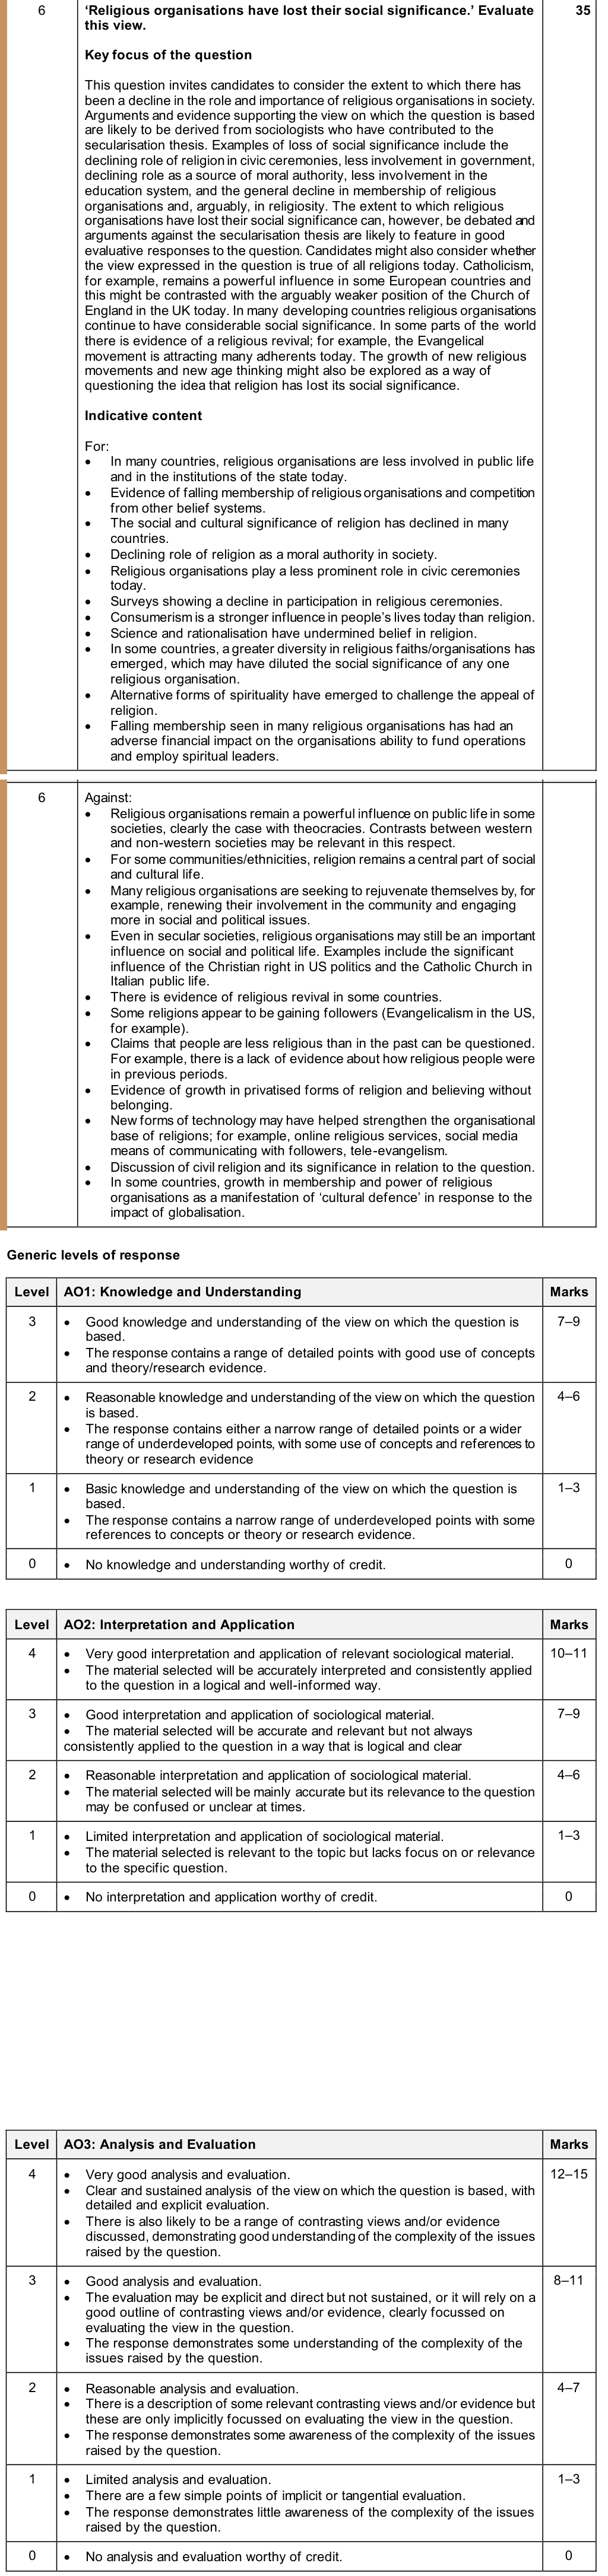 6
‘Religious organisations have lost their social significance.’ Evaluate
this view.
35
Key focus of the question
This question invites candidates to consider the extent to which there has
been a decline in the role and importance of religious organisations in society.
Arguments and evidence supporting the view on which the question is based
are likely to be derived from sociologists who have contributed to the
secularisation thesis. Examples of loss of social significance include the
declining role of religion in civic ceremonies, less involvement in government,
declining role as a source of moral authority, less involvement in the
education system, and the general decline in membership of religious
organisations and, arguably, in religiosity. The extent to which religious
organisations have lost their social significance can, however, be debated and
arguments against the secularisation thesis are likely to feature in good
evaluative responses to the question. Candidates might also consider whether
the view expressed in the question is true of all religions today. Catholicism,
for example, remains a powerful influence in some European countries and
this might be contrasted with the arguably weaker position of the Church of
England in the UK today. In many developing countries religious organisations
continue to have considerable social significance. In some parts of the world
there is evidence of a religious revival; for example, the Evangelical
movement is attracting many adherents today. The growth of new religious
movements and new age thinking might also be explored as a way of
questioning the idea that religion has lost its social significance.
Indicative content
For:
• In many countries, religious organisations are less involved in public life
and in the institutions of the state today.
• Evidence of falling membership of religious organisations and competition
from other belief systems.
• The social and cultural significance of religion has declined in many
countries.
• Declining role of religion as a moral authority in society.
• Religious organisations play a less prominent role in civic ceremonies
today.
• Surveys showing a decline in participation in religious ceremonies.
• Consumerism is a stronger influence in people’s lives today than religion.
• Science and rationalisation have undermined belief in religion.
• In some countries, a greater diversity in religious faiths/organisations has
emerged, which may have diluted the social significance of any one
religious organisation.
• Alternative forms of spirituality have emerged to challenge the appeal of
religion.
• Falling membership seen in many religious organisations has had an
adverse financial impact on the organisations ability to fund operations
and employ spiritual leaders.
6
Against:
• Religious organisations remain a powerful influence on public life in some
societies, clearly the case with theocracies. Contrasts between western
and non-western societies may be relevant in this respect.
• For some communities/ethnicities, religion remains a central part of social
and cultural life.
• Many religious organisations are seeking to rejuvenate themselves by, for
example, renewing their involvement in the community and engaging
more in social and political issues.
• Even in secular societies, religious organisations may still be an important
influence on social and political life. Examples include the significant
influence of the Christian right in US politics and the Catholic Church in
Italian public life.
• There is evidence of religious revival in some countries.
• Some religions appear to be gaining followers (Evangelicalism in the US,
for example).
• Claims that people are less religious than in the past can be questioned.
For example, there is a lack of evidence about how religious people were
in previous periods.
• Evidence of growth in privatised forms of religion and believing without
belonging.
• New forms of technology may have helped strengthen the organisational
base of religions; for example, online religious services, social media
means of communicating with followers, tele-evangelism.
• Discussion of civil religion and its significance in relation to the question.
• In some countries, growth in membership and power of religious
organisations as a manifestation of ‘cultural defence’ in response to the
impact of globalisation.
Generic levels of response
Level AO1: Knowledge and Understanding Marks
3 • Good knowledge and understanding of the view on which the question is 7–9
based.
• The response contains a range of detailed points with good use of concepts
and theory/research evidence.
2 • Reasonable knowledge and understanding of the view on which the question 4–6
is based.
• The response contains either a narrow range of detailed points or a wider
range of underdeveloped points, with some use of concepts and references to
theory or research evidence
1 • Basic knowledge and understanding of the view on which the question is 1–3
based.
• The response contains a narrow range of underdeveloped points with some
references to concepts or theory or research evidence.
0 • No knowledge and understanding worthy of credit. 0
Level AO2: Interpretation and Application Marks
4 • Very good interpretation and application of relevant sociological material. 10–11
• The material selected will be accurately interpreted and consistently applied
to the question in a logical and well-informed way.
3 • Good interpretation and application of sociological material. 7–9
• The material selected will be accurate and relevant but not always
consistently applied to the question in a way that is logical and clear
2 • Reasonable interpretation and application of sociological material. 4–6
• The material selected will be mainly accurate but its relevance to the question
may be confused or unclear at times.
1 • Limited interpretation and application of sociological material. 1–3
• The material selected is relevant to the topic but lacks focus on or relevance
to the specific question.
0 • No interpretation and application worthy of credit. 0
Level AO3: Analysis and Evaluation Marks
4 • Very good analysis and evaluation. 12–15
• Clear and sustained analysis of the view on which the question is based, with
detailed and explicit evaluation.
• There is also likely to be a range of contrasting views and/or evidence
discussed, demonstrating good understanding of the complexity of the issues
raised by the question.
3 • Good analysis and evaluation. 8–11
• The evaluation may be explicit and direct but not sustained, or it will rely on a
good outline of contrasting views and/or evidence, clearly focussed on
evaluating the view in the question.
• The response demonstrates some understanding of the complexity of the
issues raised by the question.
2 • Reasonable analysis and evaluation. 4–7
• There is a description of some relevant contrasting views and/or evidence but
these are only implicitly focussed on evaluating the view in the question.
• The response demonstrates some awareness of the complexity of the issues
raised by the question.
1 • Limited analysis and evaluation. 1–3
• There are a few simple points of implicit or tangential evaluation.
• The response demonstrates little awareness of the complexity of the issues
raised by the question.
0 • No analysis and evaluation worthy of credit. 0